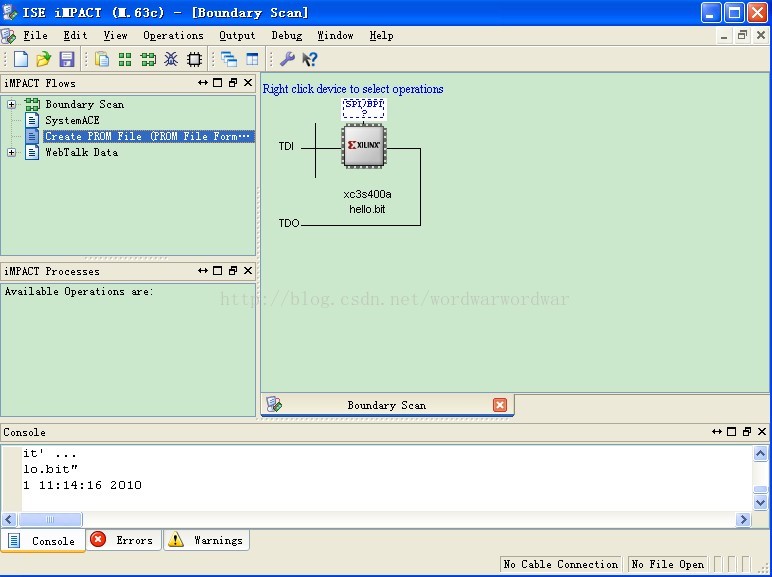 ISE iMPACT (M.63c) - [Boundary Scan]
File Edit View Operations Output Debug Window Help
iMPACT Flows
Boundary Scan
SystemACE
Create PROM File (PROM File Form...
WebTalk Data
Right click device to select operations
SPI/BPI
?
TDI
XILINX
xc3s400a
hello.bit
TDO
iMPACT Processes
Available Operations are:
http://blog.csdn.net/wordwarwordwar
Boundary Scan
Console
it' ...
lo.bit"
1 11:14:16 2010
Console Errors Warnings
No Cable Connection No File Open